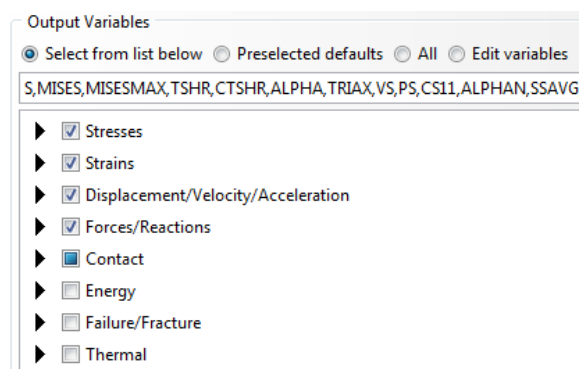 Output Variables
Select from list below Preselected defaults All Edit variables
S,MISES,MISESMAX,TSHR,CTSHR,ALPHA,TRIAX,VS,PS,CS11,ALPHAN,SSAVG
Stresses
Strains
Displacement/Velocity/Acceleration
Forces/Reactions
Contact
Energy
Failure/Fracture
Thermal